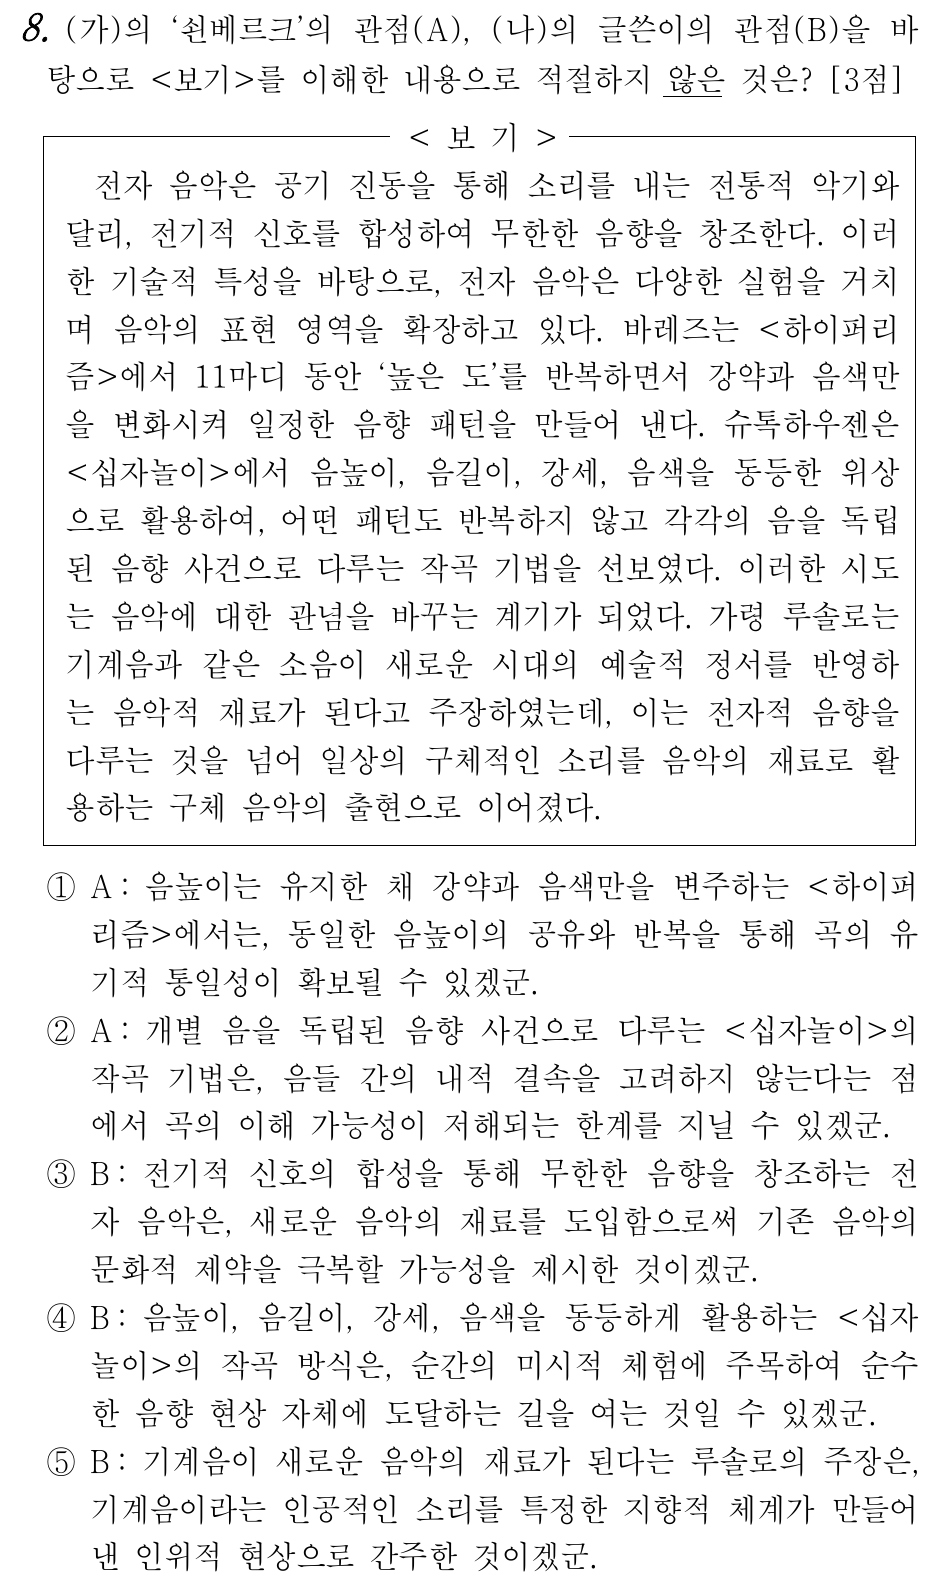 8. (가)의 ‘쇤베르크’의 관점(A), (나)의 글쓴이의 관점(B)을 바
탕으로 <보기>를 이해한 내용으로 적절하지 않은 것은? [3점]
< 보 기 >
전자 음악은 공기 진동을 통해 소리를 내는 전통적 악기와
달리, 전기적 신호를 합성하여 무한한 음향을 창조한다. 이러
한 기술적 특성을 바탕으로, 전자 음악은 다양한 실험을 거치
며 음악의 표현 영역을 확장하고 있다. 바레즈는 <하이퍼리
즘>에서 11마디 동안 ‘높은 도’를 반복하면서 강약과 음색만
을 변화시켜 일정한 음향 패턴을 만들어 낸다. 슈톡하우젠은
<십자놀이>에서 음높이, 음길이, 강세, 음색을 동등한 위상
으로 활용하여, 어떤 패턴도 반복하지 않고 각각의 음을 독립
된 음향 사건으로 다루는 작곡 기법을 선보였다. 이러한 시도
는 음악에 대한 관념을 바꾸는 계기가 되었다. 가령 루솔로는
기계음과 같은 소음이 새로운 시대의 예술적 정서를 반영하
는 음악적 재료가 된다고 주장하였는데, 이는 전자적 음향을
다루는 것을 넘어 일상의 구체적인 소리를 음악의 재료로 활
용하는 구체 음악의 출현으로 이어졌다.
① A : 음높이는 유지한 채 강약과 음색만을 변주하는 <하이퍼
리즘>에서는, 동일한 음높이의 공유와 반복을 통해 곡의 유
기적 통일성이 확보될 수 있겠군.
② A : 개별 음을 독립된 음향 사건으로 다루는 <십자놀이>의
작곡 기법은, 음들 간의 내적 결속을 고려하지 않는다는 점
에서 곡의 이해 가능성이 저해되는 한계를 지닐 수 있겠군.
③ B : 전기적 신호의 합성을 통해 무한한 음향을 창조하는 전
자 음악은, 새로운 음악의 재료를 도입함으로써 기존 음악의
문화적 제약을 극복할 가능성을 제시한 것이겠군.
④ B : 음높이, 음길이, 강세, 음색을 동등하게 활용하는 <십자
놀이>의 작곡 방식은, 순간의 미시적 체험에 주목하여 순수
한 음향 현상 자체에 도달하는 길을 여는 것일 수 있겠군.
⑤ B : 기계음이 새로운 음악의 재료가 된다는 루솔로의 주장은,
기계음이라는 인공적인 소리를 특정한 지향적 체계가 만들어
낸 인위적 현상으로 간주한 것이겠군.